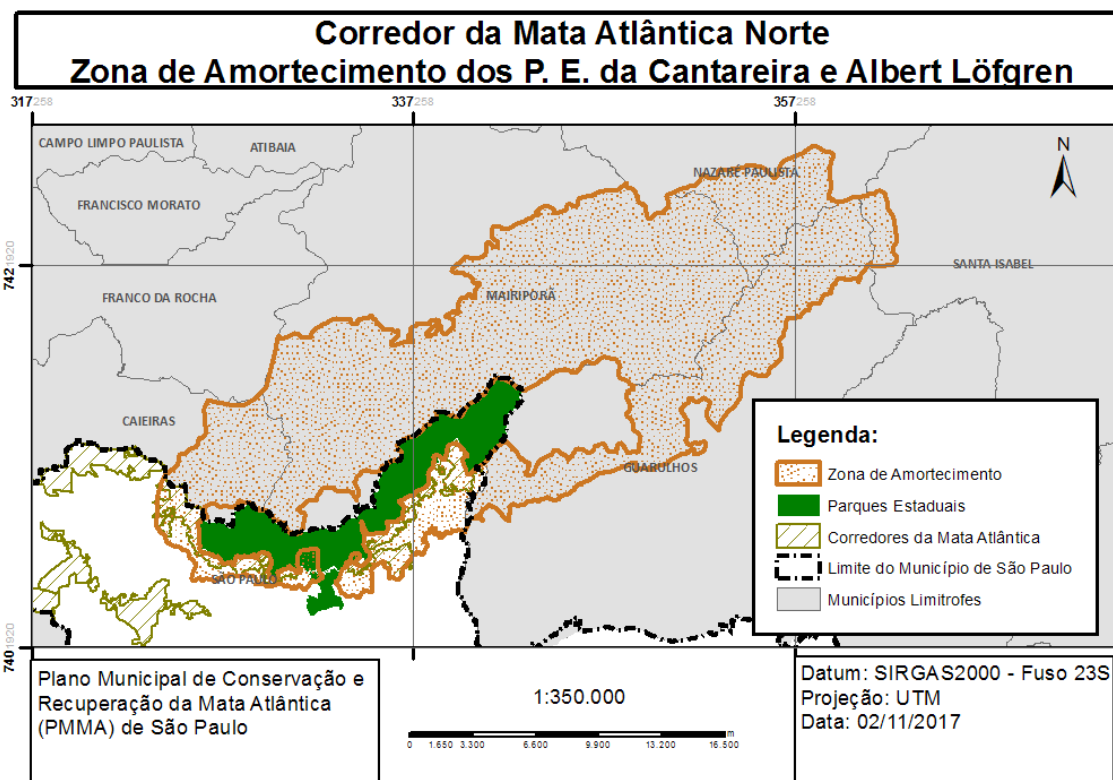 Corredor da Mata Atlântica Norte
Zona de Amortecimento dos P. E. da Cantareira e Albert Löfgren
317258
337258
357258
CAMPO LIMPO PAULISTA
ATIBAIA
N
NAZARÉ PAULISTA
FRANCISCO MORATO
7421920
SANTA ISABEL
FRANCO DA ROCHA
MAIRIPORÃ
CAIEIRAS
GUARULHOS
SÃO PAULO
Legenda:
Zona de Amortecimento
Parques Estaduais
Corredores da Mata Atlântica
Limite do Município de São Paulo
Municípios Limitrofes
7401920
Plano Municipal de Conservação e
Recuperação da Mata Atlântica
(PMMA) de São Paulo
1:350.000
m
0 1.650 3.300 6.600 9.900 13.200 16.500
Datum: SIRGAS2000 - Fuso 23S
Projeção: UTM
Data: 02/11/2017